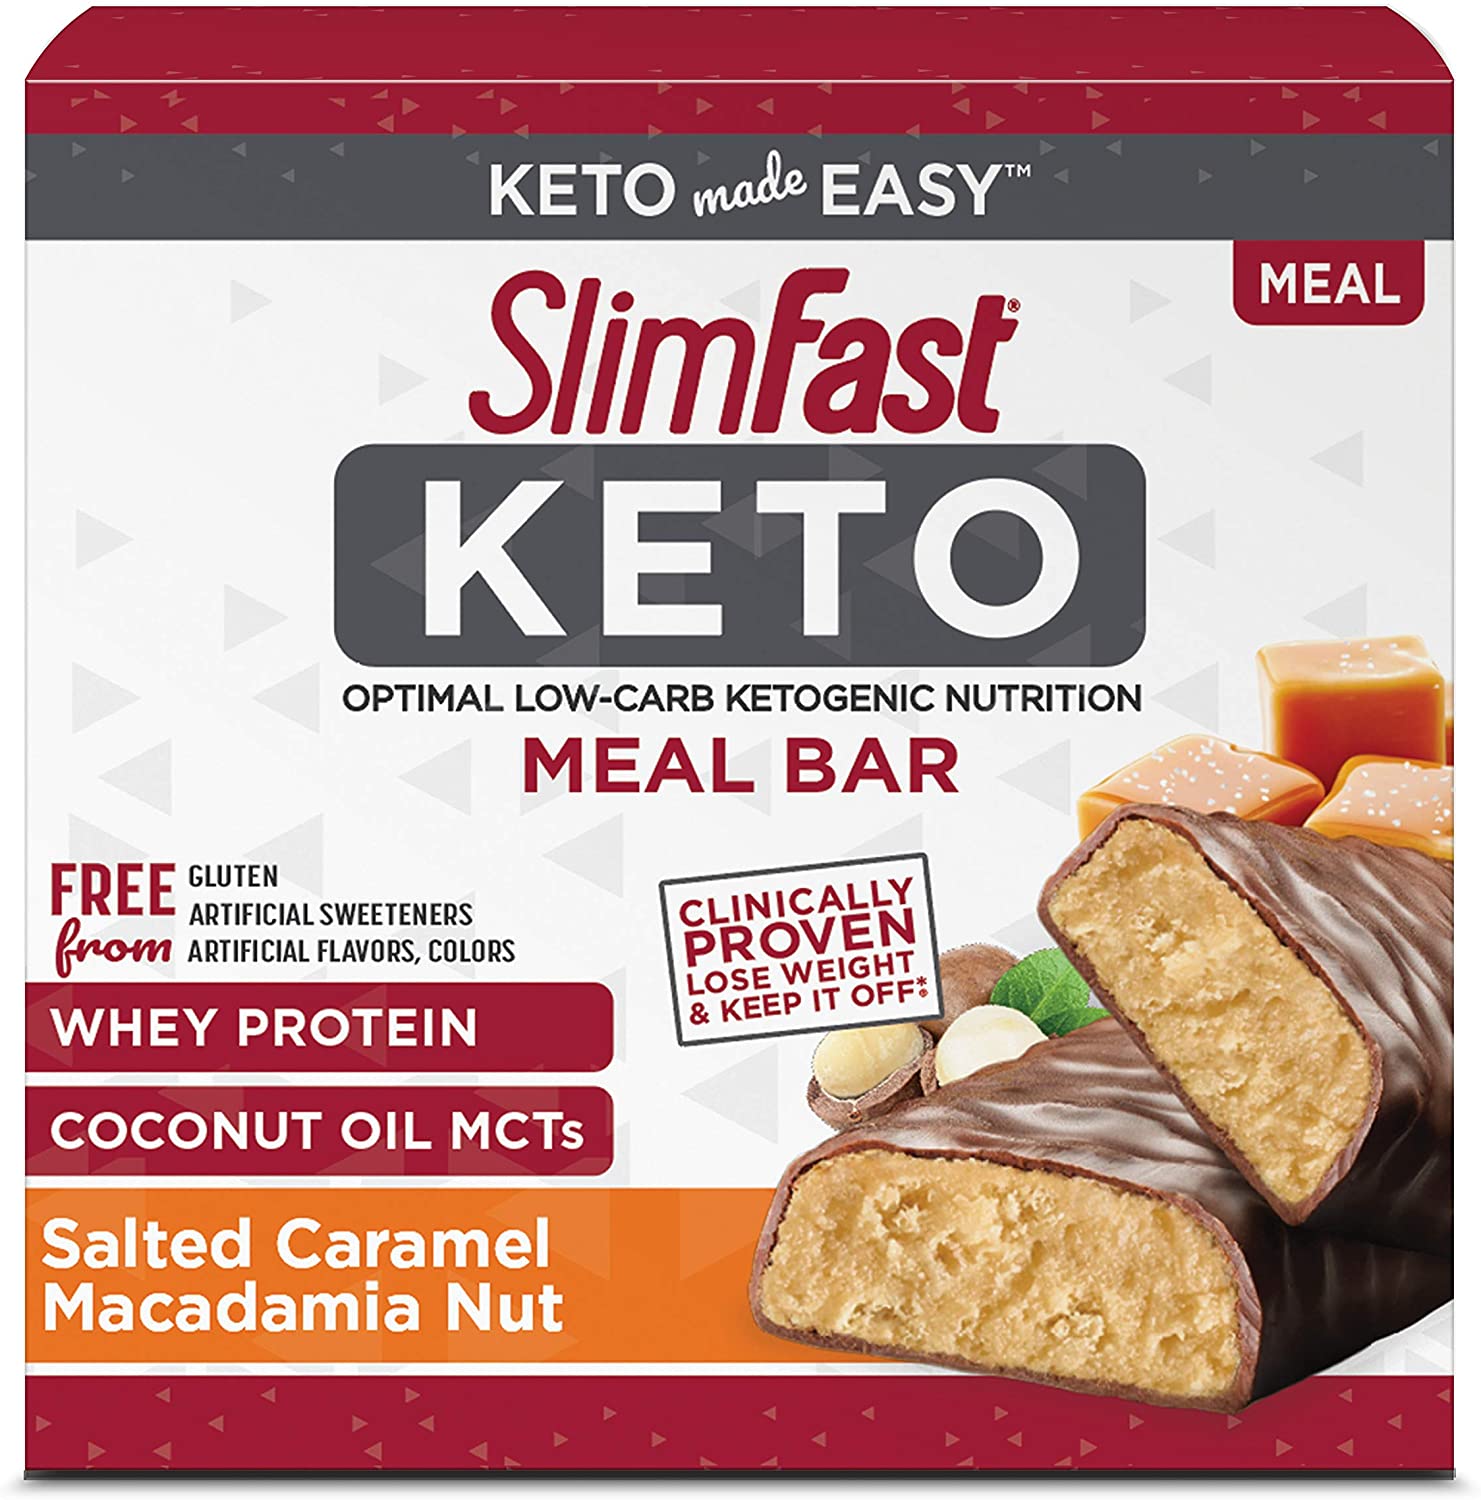 KETO made EASY™
MEAL
SlimFast®
KETO
OPTIMAL LOW-CARB KETOGENIC NUTRITION
MEAL BAR
FREE from
GLUTEN
ARTIFICIAL SWEETENERS
ARTIFICIAL FLAVORS, COLORS
CLINICALLY
PROVEN
LOSE WEIGHT
& KEEP IT OFF*
WHEY PROTEIN
COCONUT OIL MCTs
Salted Caramel
Macadamia Nut